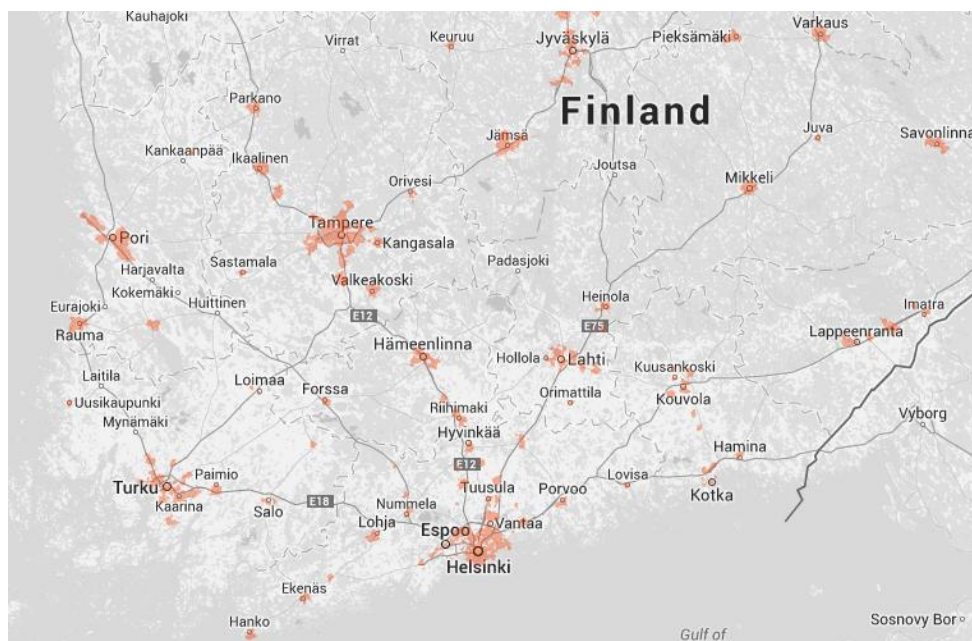 Kauhajoki
Virrat
Keuruu
Jyväskylä
Pieksämäki
Varkaus
Parkano
Finland
Kankaanpää
Ikaalinen
Jämsä
Juva
Savonlinna
Orivesi
Joutsa
Mikkeli
Tampere
Pori
Kangasala
Sastamala
Padasjoki
Harjavalta
Valkeakoski
Kokemäki
Eurajoki
Huittinen
Heinola
Imatra
E12
E75
Rauma
Lappeenranta
Hämeenlinna
Hollola
Lahti
Laitila
Loimaa
Forssa
Kuusankoski
Orimattila
Kouvola
Uusikaupunki
Mynämäki
Riihimaki
Vyborg
Hyvinkää
Hamina
E12
Turku
Paimio
Tuusula
Lovisa
Kotka
Kaarina
Salo
E18
Nummela
Porvoo
Lohja
Espoo
Vantaa
Helsinki
Ekenäs
Hanko
Sosnovy Bor
Gulf of